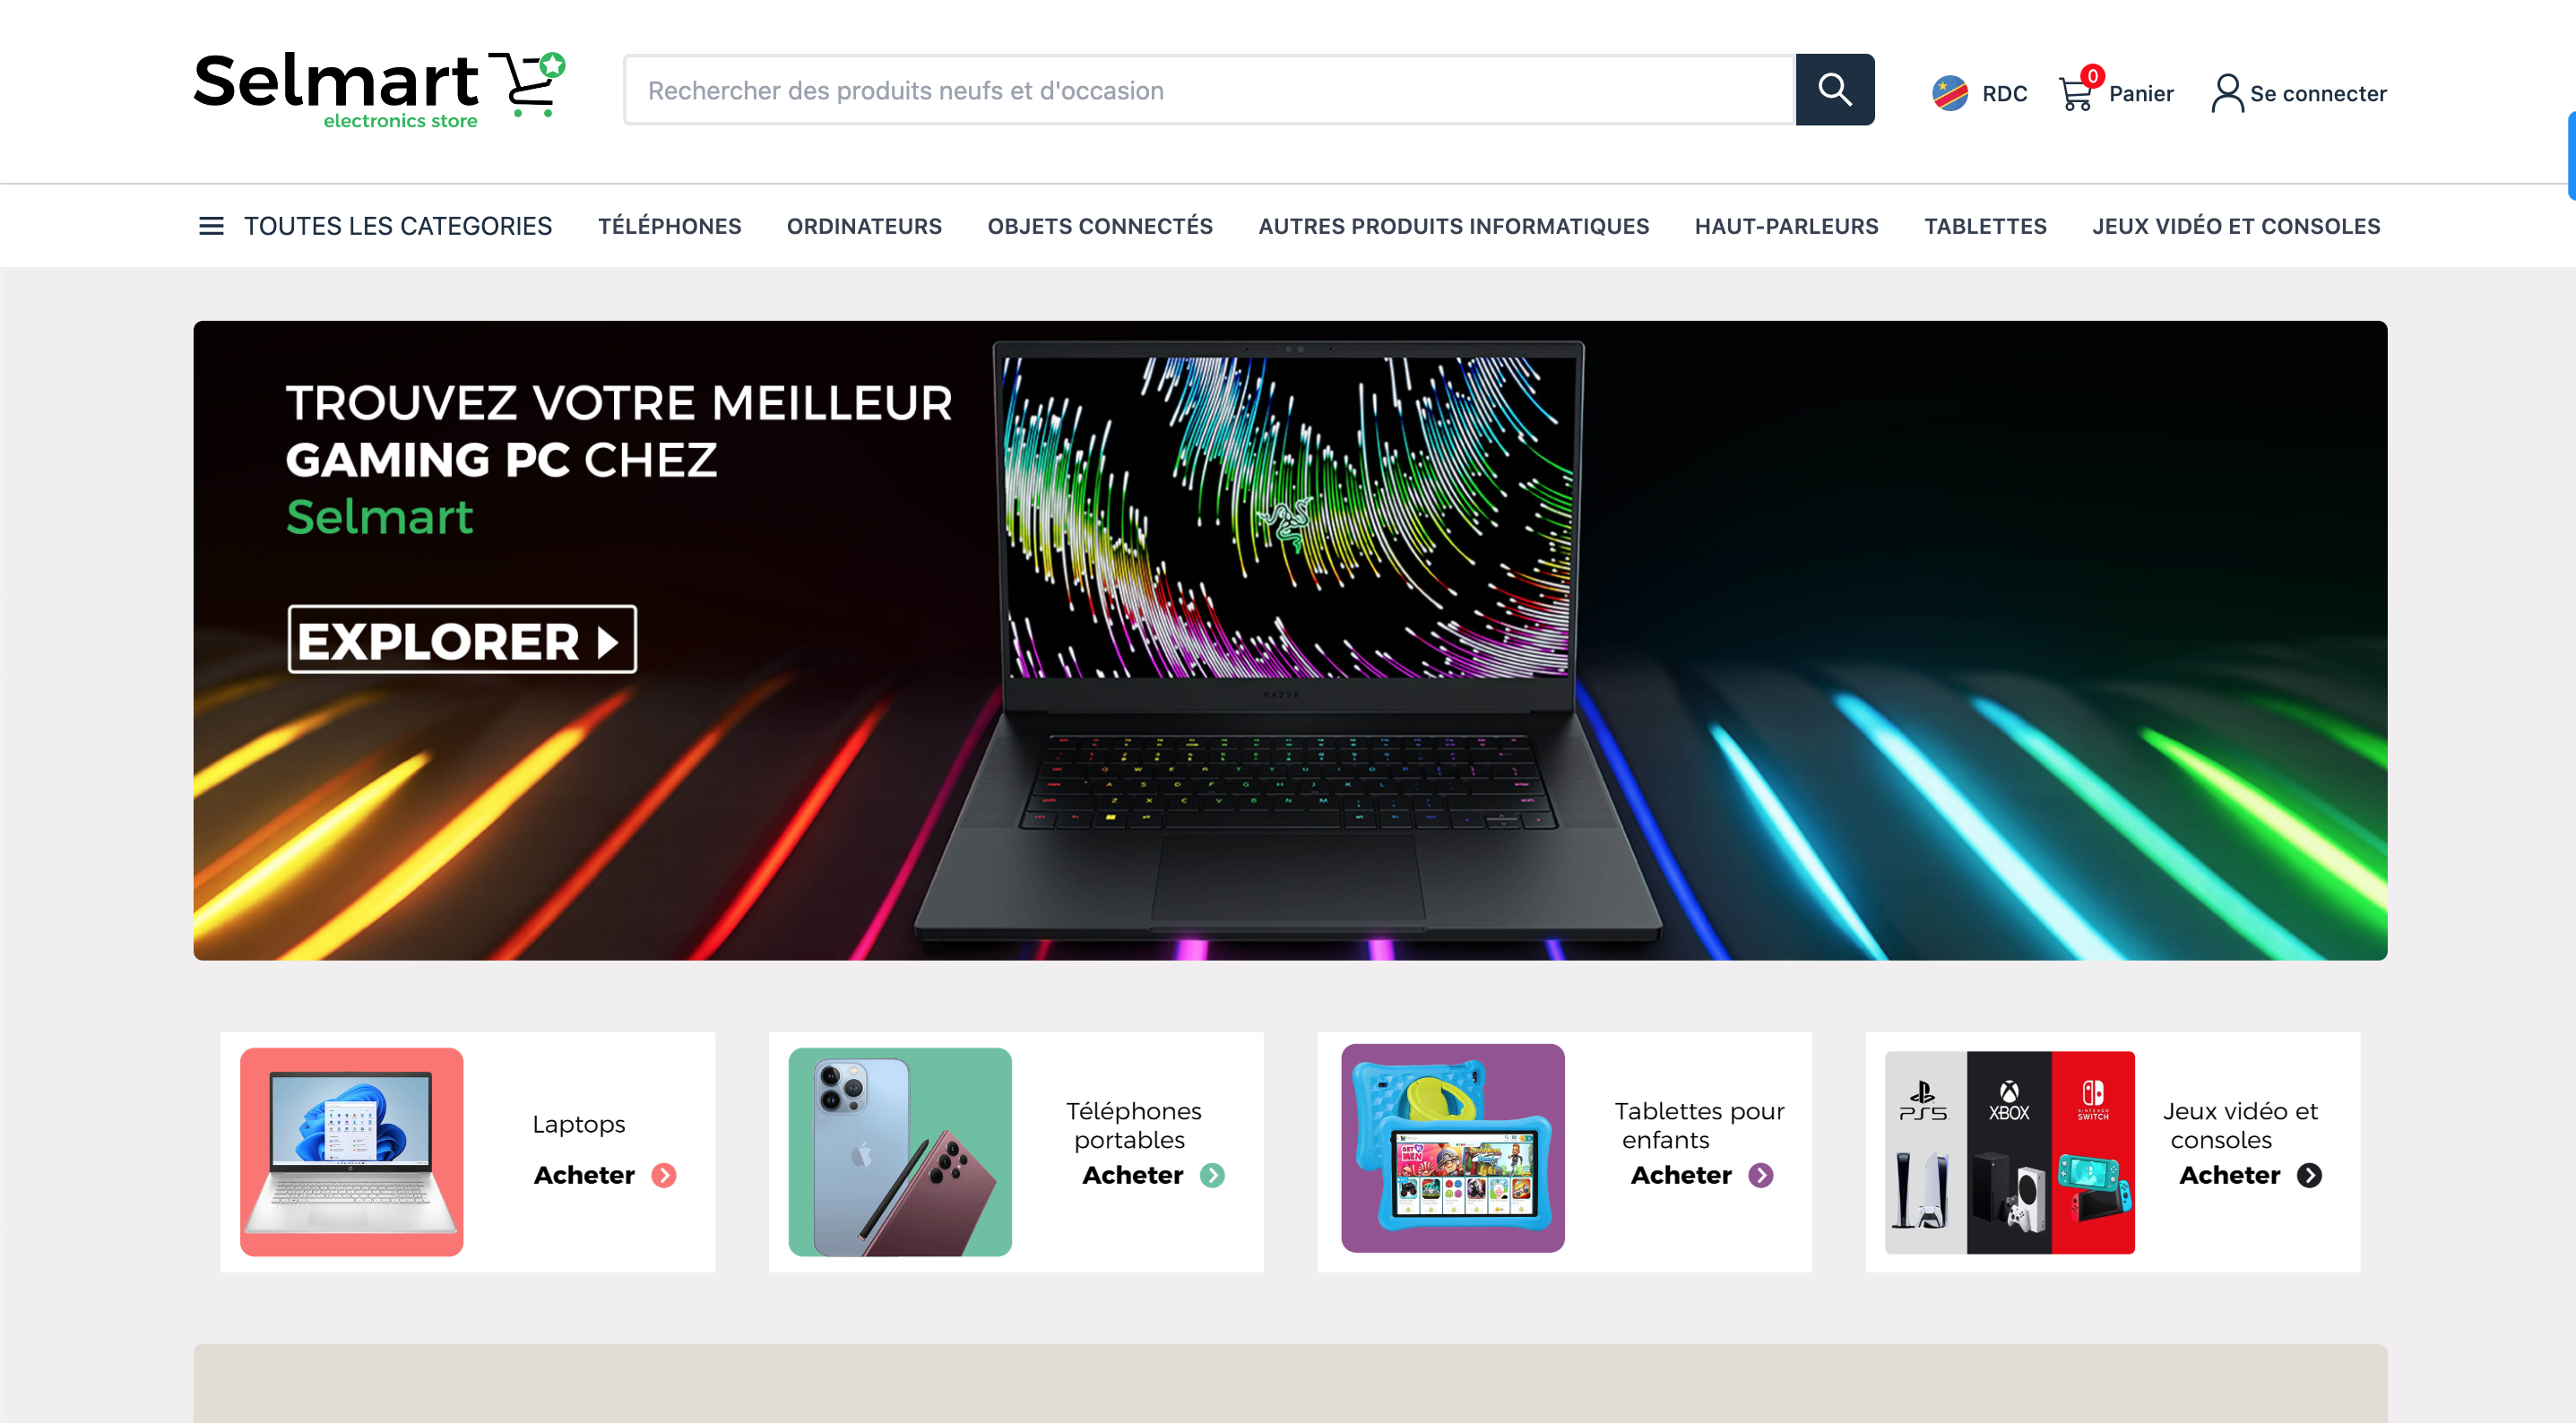 Selmart
electronics store
Rechercher des produits neufs et d'occasion
RDC
0
Panier
Se connecter
TOUTES LES CATEGORIES
TÉLÉPHONES
ORDINATEURS
OBJETS CONNECTÉS
AUTRES PRODUITS INFORMATIQUES
HAUT-PARLEURS
TABLETTES
JEUX VIDÉO ET CONSOLES
TROUVEZ VOTRE MEILLEUR
GAMING PC CHEZ
Selmart
EXPLORER
RAZER
Laptops
Acheter
Téléphones
portables
Acheter
Tablettes pour
enfants
Acheter
PS5
XBOX
NINTENDO
SWITCH
Jeux vidéo et
consoles
Acheter